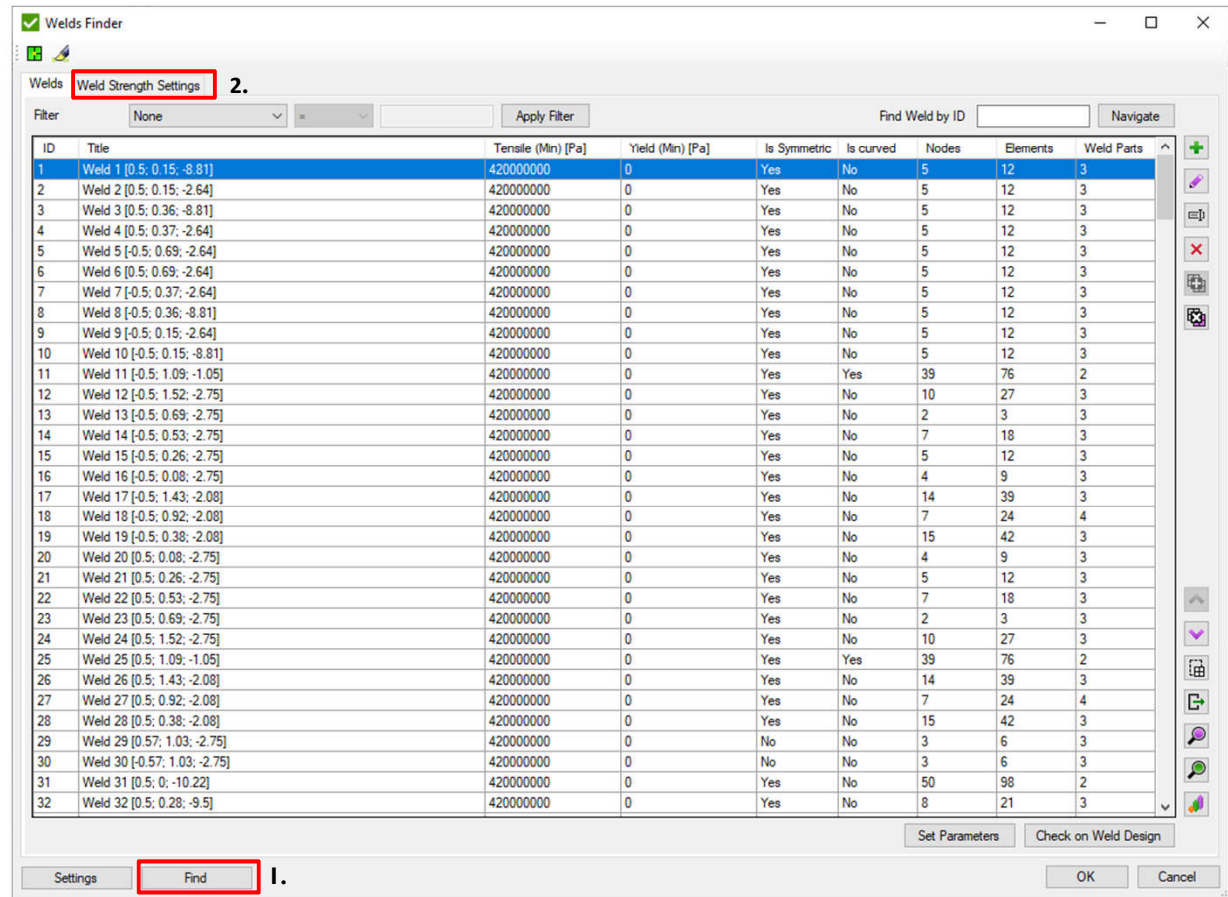 Welds Finder
Welds Weld Strength Settings 2.
Filter None = Apply Filter Find Weld by ID Navigate
ID Title Tensile (Min) [Pa] Yield (Min) [Pa] Is Symmetric Is curved Nodes Elements Weld Parts
1 Weld 1 [0.5; 0.15; -8.81] 420000000 0 Yes No 5 12 3
2 Weld 2 [0.5; 0.15; -2.64] 420000000 0 Yes No 5 12 3
3 Weld 3 [0.5; 0.36; -8.81] 420000000 0 Yes No 5 12 3
4 Weld 4 [0.5; 0.37; -2.64] 420000000 0 Yes No 5 12 3
5 Weld 5 [-0.5; 0.69; -2.64] 420000000 0 Yes No 5 12 3
6 Weld 6 [0.5; 0.69; -2.64] 420000000 0 Yes No 5 12 3
7 Weld 7 [-0.5; 0.37; -2.64] 420000000 0 Yes No 5 12 3
8 Weld 8 [-0.5; 0.36; -8.81] 420000000 0 Yes No 5 12 3
9 Weld 9 [-0.5; 0.15; -2.64] 420000000 0 Yes No 5 12 3
10 Weld 10 [-0.5; 0.15; -8.81] 420000000 0 Yes No 5 12 3
11 Weld 11 [-0.5; 1.09; -1.05] 420000000 0 Yes Yes 39 76 2
12 Weld 12 [-0.5; 1.52; -2.75] 420000000 0 Yes No 10 27 3
13 Weld 13 [-0.5; 0.69; -2.75] 420000000 0 Yes No 2 3 3
14 Weld 14 [-0.5; 0.53; -2.75] 420000000 0 Yes No 7 18 3
15 Weld 15 [-0.5; 0.26; -2.75] 420000000 0 Yes No 5 12 3
16 Weld 16 [-0.5; 0.08; -2.75] 420000000 0 Yes No 4 9 3
17 Weld 17 [-0.5; 1.43; -2.08] 420000000 0 Yes No 14 39 3
18 Weld 18 [-0.5; 0.92; -2.08] 420000000 0 Yes No 7 24 4
19 Weld 19 [-0.5; 0.38; -2.08] 420000000 0 Yes No 15 42 3
20 Weld 20 [0.5; 0.08; -2.75] 420000000 0 Yes No 4 9 3
21 Weld 21 [0.5; 0.26; -2.75] 420000000 0 Yes No 5 12 3
22 Weld 22 [0.5; 0.53; -2.75] 420000000 0 Yes No 7 18 3
23 Weld 23 [0.5; 0.69; -2.75] 420000000 0 Yes No 2 3 3
24 Weld 24 [0.5; 1.52; -2.75] 420000000 0 Yes No 10 27 3
25 Weld 25 [0.5; 1.09; -1.05] 420000000 0 Yes Yes 39 76 2
26 Weld 26 [0.5; 1.43; -2.08] 420000000 0 Yes No 14 39 3
27 Weld 27 [0.5; 0.92; -2.08] 420000000 0 Yes No 7 24 4
28 Weld 28 [0.5; 0.38; -2.08] 420000000 0 Yes No 15 42 3
29 Weld 29 [0.57; 1.03; -2.75] 420000000 0 No No 3 6 3
30 Weld 30 [-0.57; 1.03; -2.75] 420000000 0 No No 3 6 3
31 Weld 31 [0.5; 0; -10.22] 420000000 0 Yes No 50 98 2
32 Weld 32 [0.5; 0.28; -9.5] 420000000 0 Yes No 8 21 3
Set Parameters Check on Weld Design
Settings Find 1. OK Cancel